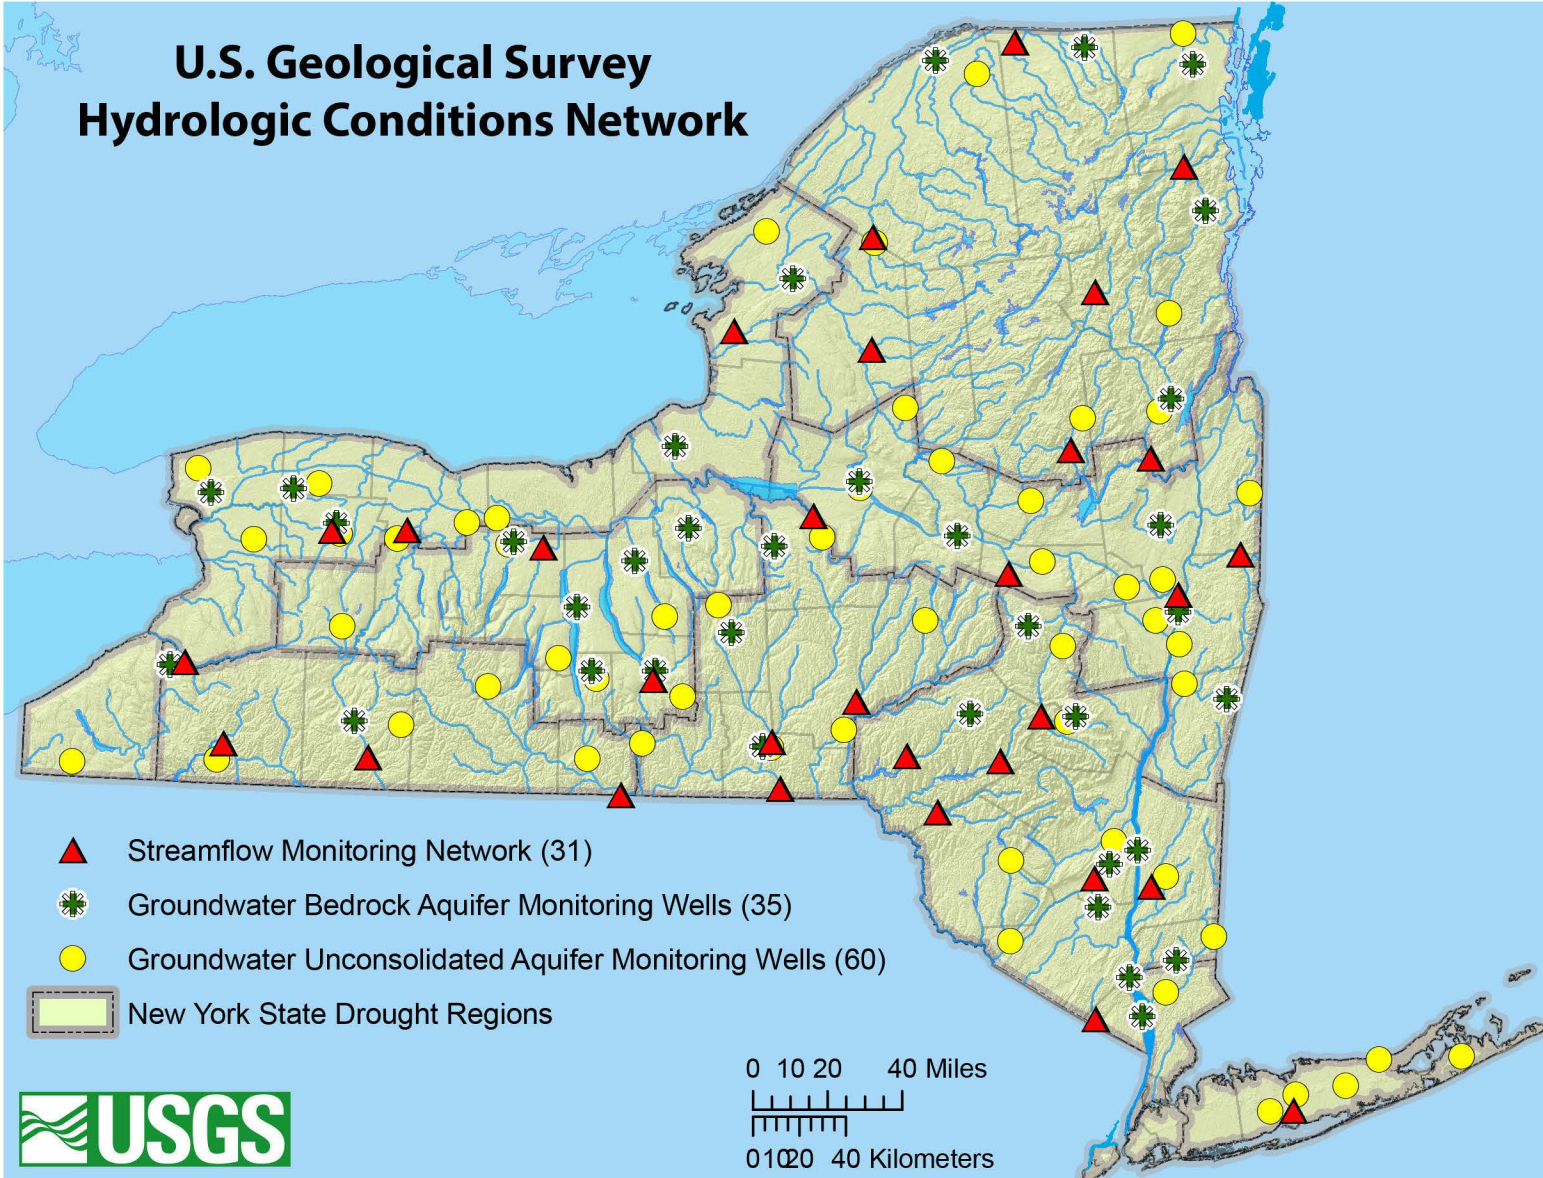 U.S. Geological Survey
Hydrologic Conditions Network
Streamflow Monitoring Network (31)
Groundwater Bedrock Aquifer Monitoring Wells (35)
Groundwater Unconsolidated Aquifer Monitoring Wells (60)
New York State Drought Regions
0 10 20 40 Miles
0 10 20 40 Kilometers
USGS